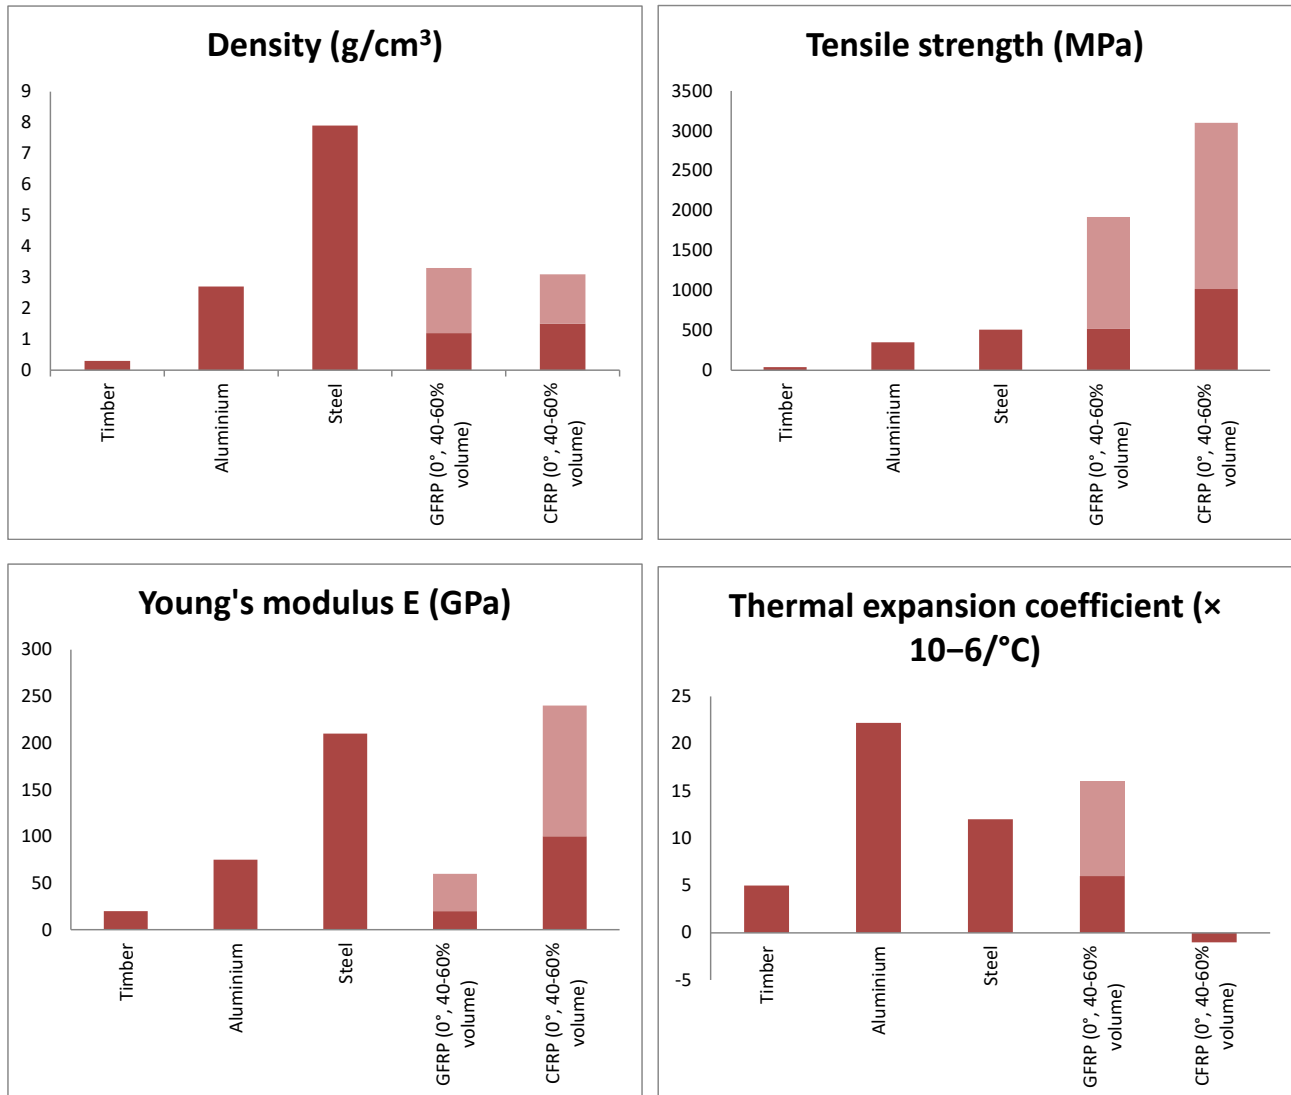 Density (g/cm³)
9
8
7
6
5
4
3
2
1
0
Timber
Aluminium
Steel
GFRP (0°, 40-60%
volume)
CFRP (0°, 40-60%
volume)
Tensile strength (MPa)
3500
3000
2500
2000
1500
1000
500
0
Timber
Aluminium
Steel
GFRP (0°, 40-60%
volume)
CFRP (0°, 40-60%
volume)
Young's modulus E (GPa)
300
250
200
150
100
50
0
Timber
Aluminium
Steel
GFRP (0°, 40-60%
volume)
CFRP (0°, 40-60%
volume)
Thermal expansion coefficient (×
10−6/°C)
25
20
15
10
5
0
-5
Timber
Aluminium
Steel
GFRP (0°, 40-60%
volume)
CFRP (0°, 40-60%
volume)